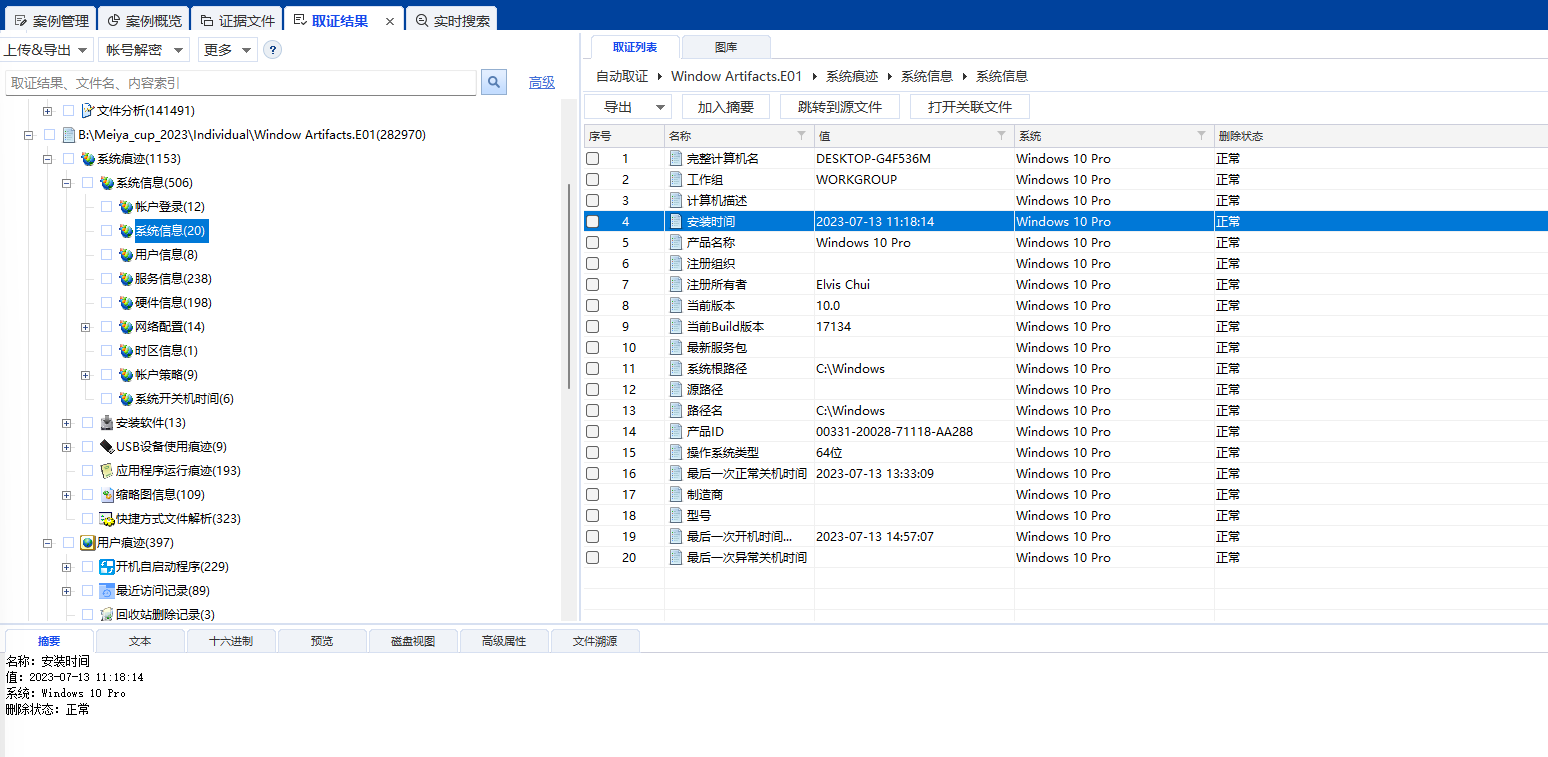 案例管理 案例概览 证据文件 取证结果 × 实时搜索
上传&导出 帐号解密 更多 ?
取证结果、文件名、内容索引 高级
文件分析(141491)
B:\Meiya_cup_2023\Individual\Window Artifacts.E01(282970)
系统痕迹(1153)
系统信息(506)
帐户登录(12)
系统信息(20)
用户信息(8)
服务信息(238)
硬件信息(198)
网络配置(14)
时区信息(1)
帐户策略(9)
系统开关机时间(6)
安装软件(13)
USB设备使用痕迹(9)
应用程序运行痕迹(193)
缩略图信息(109)
快捷方式文件解析(323)
用户痕迹(397)
开机自启动程序(229)
最近访问记录(89)
回收站删除记录(3)
取证列表 图库
自动取证 Window Artifacts.E01 系统痕迹 系统信息 系统信息
导出 加入摘要 跳转到源文件 打开关联文件
序号 名称 值 系统 删除状态
1 完整计算机名 DESKTOP-G4F536M Windows 10 Pro 正常
2 工作组 WORKGROUP Windows 10 Pro 正常
3 计算机描述 Windows 10 Pro 正常
4 安装时间 2023-07-13 11:18:14 Windows 10 Pro 正常
5 产品名称 Windows 10 Pro Windows 10 Pro 正常
6 注册组织 Windows 10 Pro 正常
7 注册所有者 Elvis Chui Windows 10 Pro 正常
8 当前版本 10.0 Windows 10 Pro 正常
9 当前Build版本 17134 Windows 10 Pro 正常
10 最新服务包 Windows 10 Pro 正常
11 系统根路径 C:\Windows Windows 10 Pro 正常
12 源路径 Windows 10 Pro 正常
13 路径名 C:\Windows Windows 10 Pro 正常
14 产品ID 00331-20028-71118-AA288 Windows 10 Pro 正常
15 操作系统类型 64位 Windows 10 Pro 正常
16 最后一次正常关机时间 2023-07-13 13:33:09 Windows 10 Pro 正常
17 制造商 Windows 10 Pro 正常
18 型号 Windows 10 Pro 正常
19 最后一次开机时间... 2023-07-13 14:57:07 Windows 10 Pro 正常
20 最后一次异常关机时间 Windows 10 Pro 正常
摘要 文本 十六进制 预览 磁盘视图 高级属性 文件溯源
名称：安装时间
值：2023-07-13 11:18:14
系统：Windows 10 Pro
删除状态：正常